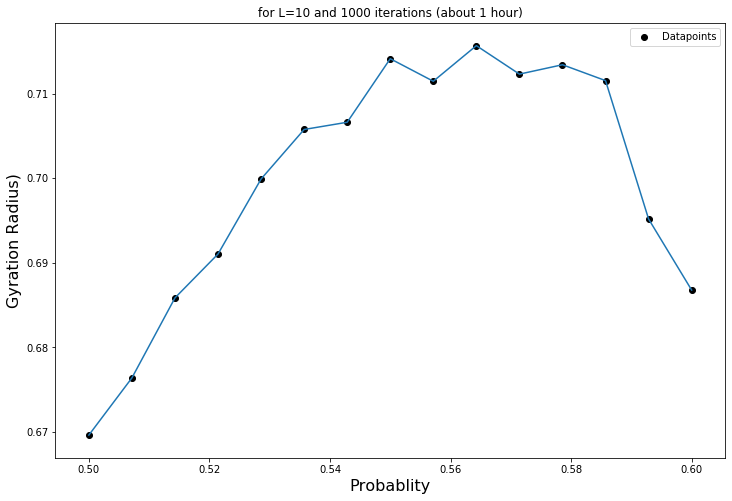 for L=10 and 1000 iterations (about 1 hour)
Datapoints
Gyration Radius)
0.71
0.70
0.69
0.68
0.67
0.50 0.52 0.54 0.56 0.58 0.60
Probablity